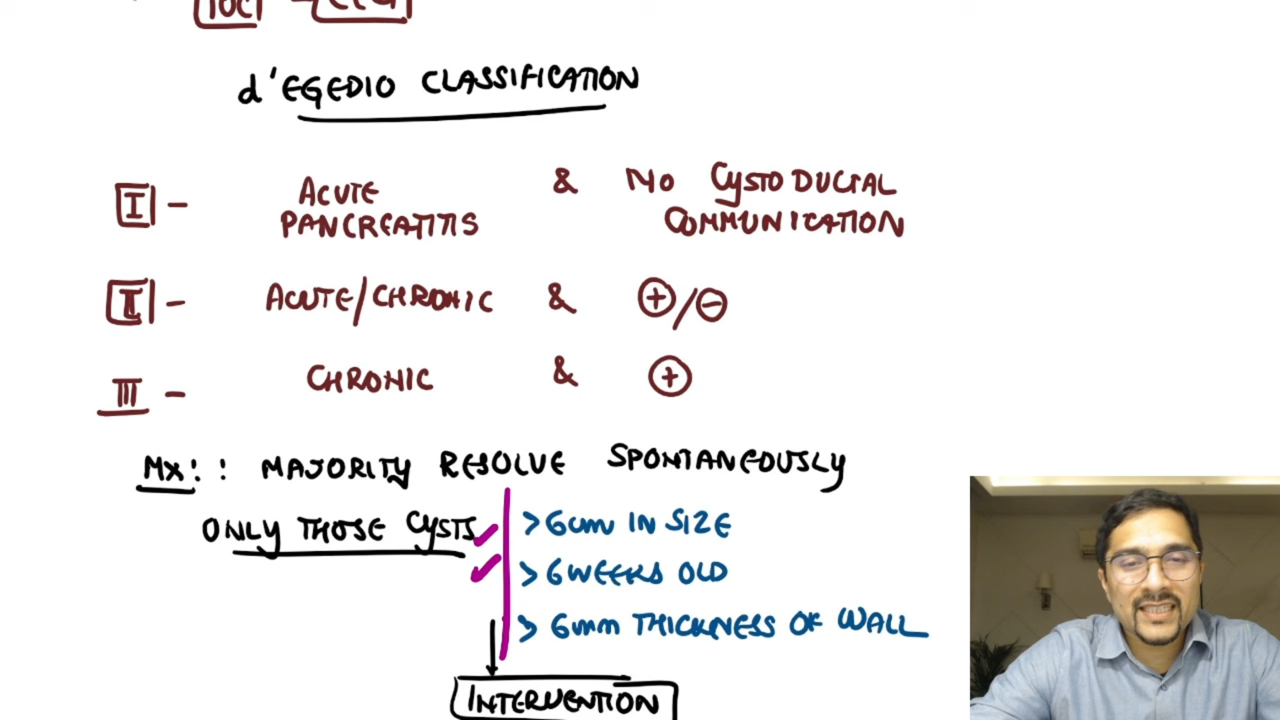 IOC
d'EGEDIO CLASSIFICATION
I - ACUTE PANCREATITIS & NO CYSTODUCTAL COMMUNICATION
II - ACUTE/CHRONIC & +/-
III - CHRONIC & +
Mx:: MAJORITY RESOLVE SPONTANEOUSLY
ONLY THOSE CYSTS > 6cm IN SIZE
> 6WEEKS OLD
> 6mm THICKNESS OF WALL
INTERVENTION